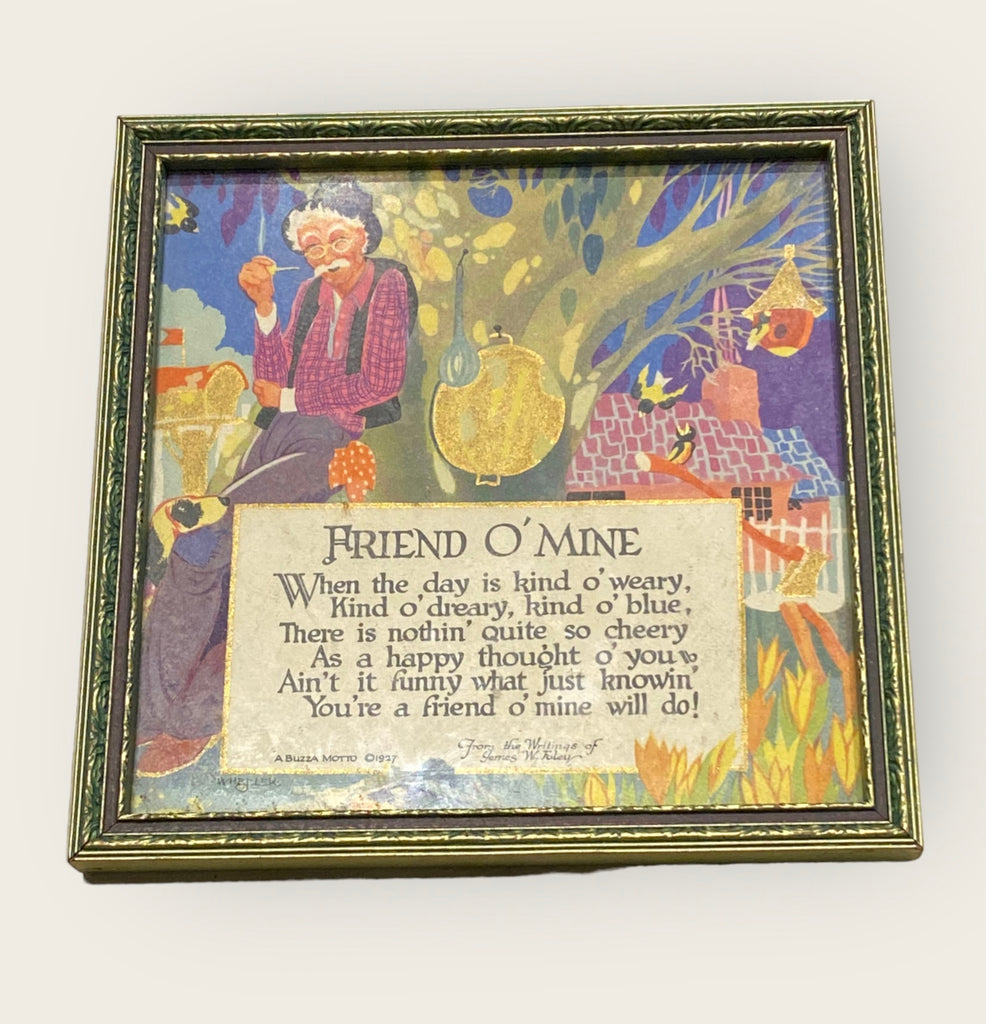 FRIEND O' MINE
When the day is kind o' weary,
Kind o' dreary, kind o' blue,
There is nothin' quite so cheery
As a happy thought o' you
Ain't it funny what just knowin'
You're a friend o' mine will do!
From the Writings of
James W. Foley
A BUZZA MOTTO ©1927
WHEELER